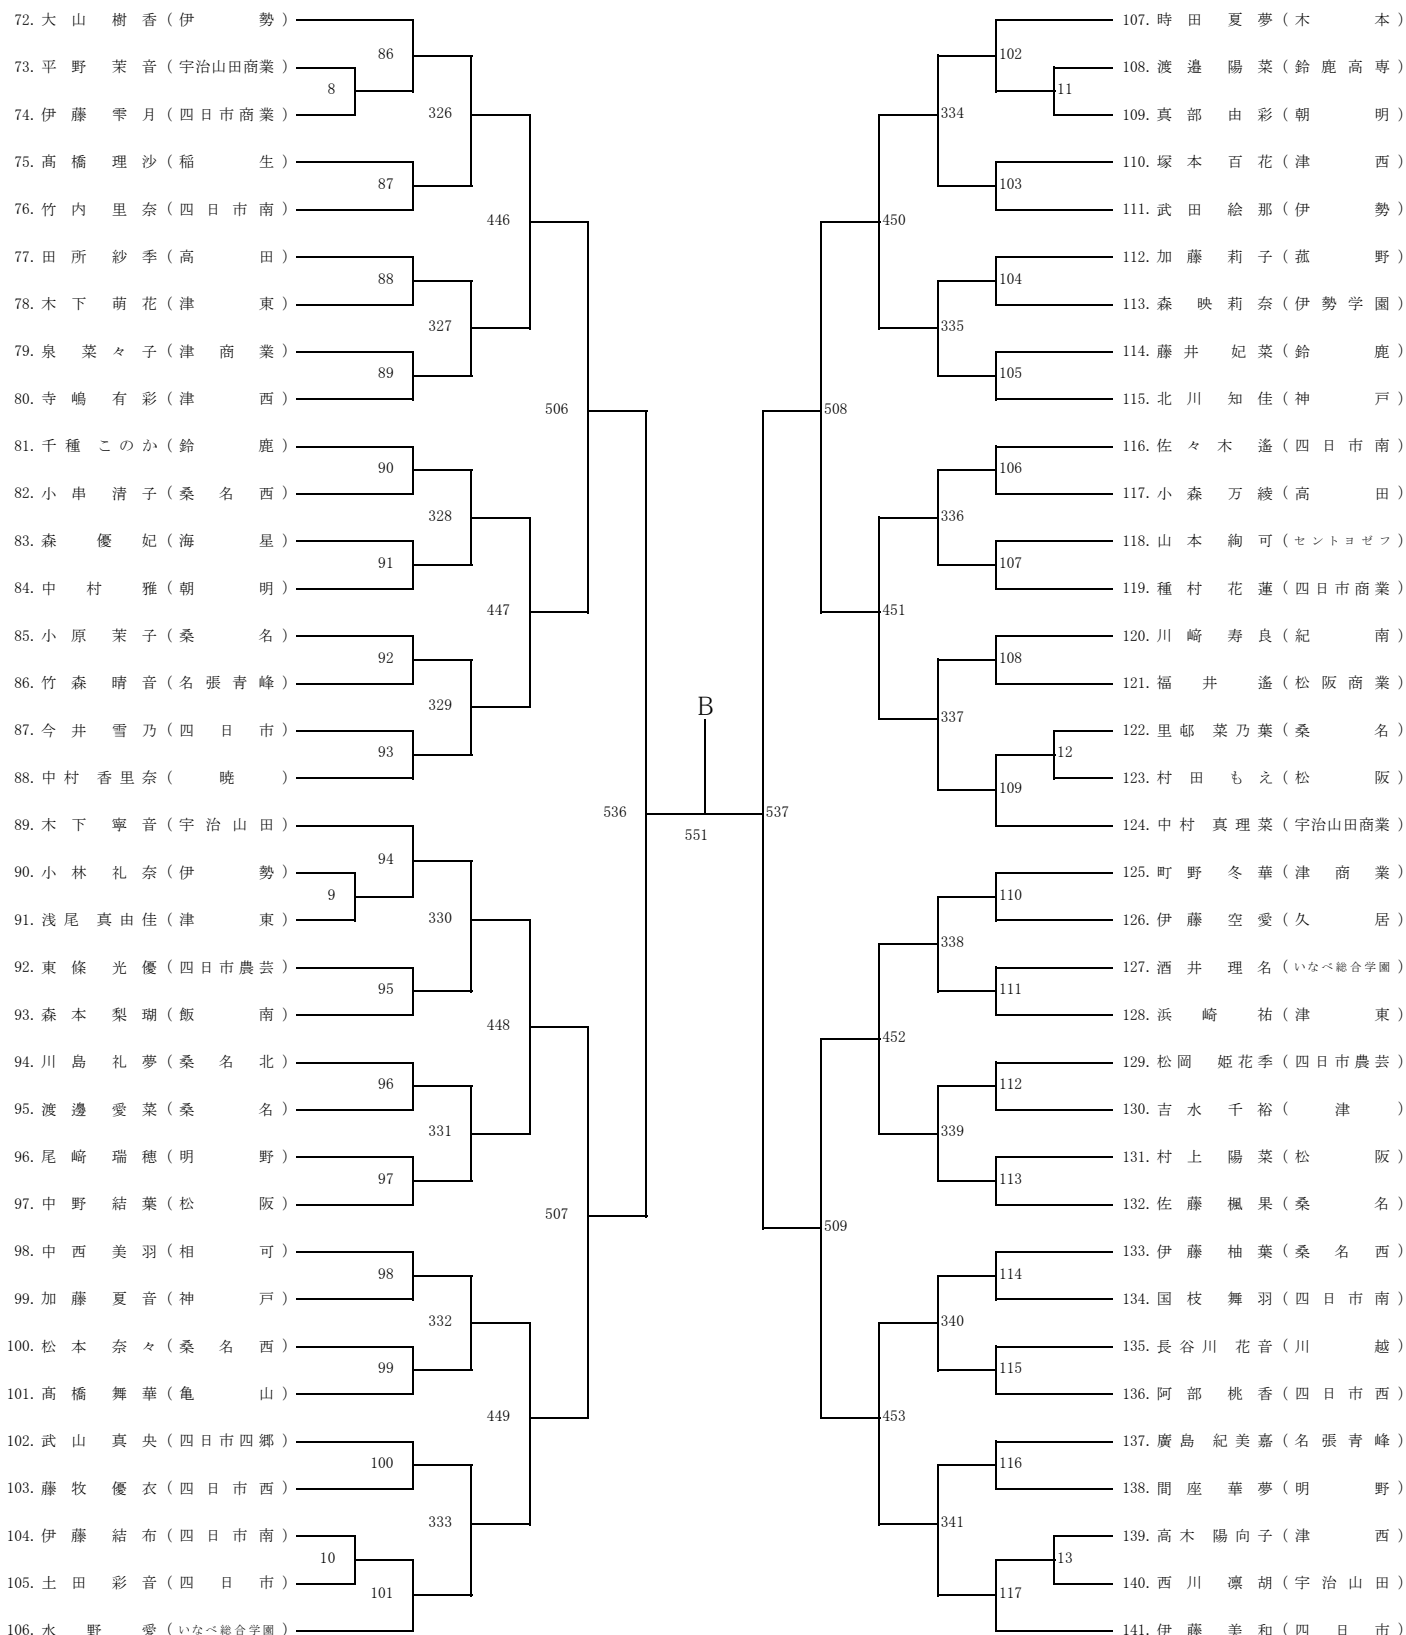 72. 大山 樹香 (伊勢)
73. 平野 茉音 (宇治山田商業)
74. 伊藤 雫月 (四日市商業)
75. 髙橋 理沙 (稲生)
76. 竹内 里奈 (四日市南)
77. 田所 紗季 (高田)
78. 木下 萌花 (津東)
79. 泉 菜々子 (津商業)
80. 寺嶋 有彩 (津西)
81. 千種 このか (鈴鹿)
82. 小串 清子 (桑名西)
83. 森 優妃 (海星)
84. 中村 雅 (朝明)
85. 小原 茉子 (桑名)
86. 竹森 晴音 (名張青峰)
87. 今井 雪乃 (四日市)
88. 中村 香里奈 (暁)
89. 木下 寧音 (宇治山田)
90. 小林 礼奈 (伊勢)
91. 浅尾 真由佳 (津東)
92. 東條 光優 (四日市農芸)
93. 森本 梨瑚 (飯南)
94. 川島 礼夢 (桑名北)
95. 渡邊 愛菜 (桑名)
96. 尾﨑 瑞穂 (明野)
97. 中野 結葉 (松阪)
98. 中西 美羽 (相可)
99. 加藤 夏音 (神戸)
100. 松本 奈々 (桑名西)
101. 髙橋 舞華 (亀山)
102. 武山 真央 (四日市四郷)
103. 藤牧 優衣 (四日市西)
104. 伊藤 結布 (四日市南)
105. 土田 彩音 (四日市)
106. 水野 愛 (いなべ総合学園)
8
9
10
86
87
88
89
90
91
92
93
94
95
96
97
98
99
100
101
326
327
328
329
330
331
332
333
446
447
448
449
506
507
536
B
551
537
508
509
450
451
452
453
334
335
336
337
338
339
340
341
102
103
104
105
106
107
108
109
110
111
112
113
114
115
116
117
11
12
13
107. 時田 夏夢 (木本)
108. 渡邉 陽菜 (鈴鹿高専)
109. 真部 由彩 (朝明)
110. 塚本 百花 (津西)
111. 武田 絵那 (伊勢)
112. 加藤 莉子 (菰野)
113. 森 映莉奈 (伊勢学園)
114. 藤井 妃菜 (鈴鹿)
115. 北川 知佳 (神戸)
116. 佐々木 遙 (四日市南)
117. 小森 万綾 (高田)
118. 山本 絢可 (セントヨゼフ)
119. 種村 花蓮 (四日市商業)
120. 川﨑 寿良 (紀南)
121. 福井 遙 (松阪商業)
122. 里邨 菜乃葉 (桑名)
123. 村田 もえ (松阪)
124. 中村 真理菜 (宇治山田商業)
125. 町野 冬華 (津商業)
126. 伊藤 空愛 (久居)
127. 酒井 理名 (いなべ総合学園)
128. 浜崎 祐 (津東)
129. 松岡 姫花季 (四日市農芸)
130. 吉水 千裕 (津)
131. 村上 陽菜 (松阪)
132. 佐藤 楓果 (桑名)
133. 伊藤 柚葉 (桑名西)
134. 国枝 舞羽 (四日市南)
135. 長谷川 花音 (川越)
136. 阿部 桃香 (四日市西)
137. 廣島 紀美嘉 (名張青峰)
138. 間座 華夢 (明野)
139. 高木 陽向子 (津西)
140. 西川 凛胡 (宇治山田)
141. 伊藤 美和 (四日市)